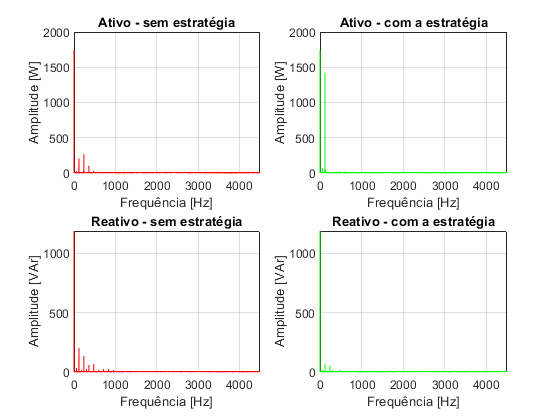 Ativo - sem estratégia
Amplitude [W]
2000
1500
1000
500
0
0 1000 2000 3000 4000
Frequência [Hz]
Ativo - com a estratégia
Amplitude [W]
2000
1500
1000
500
0
0 1000 2000 3000 4000
Frequência [Hz]
Reativo - sem estratégia
Amplitude [VAr]
1000
500
0
0 1000 2000 3000 4000
Frequência [Hz]
Reativo - com a estratégia
Amplitude [VAr]
1000
500
0
0 1000 2000 3000 4000
Frequência [Hz]